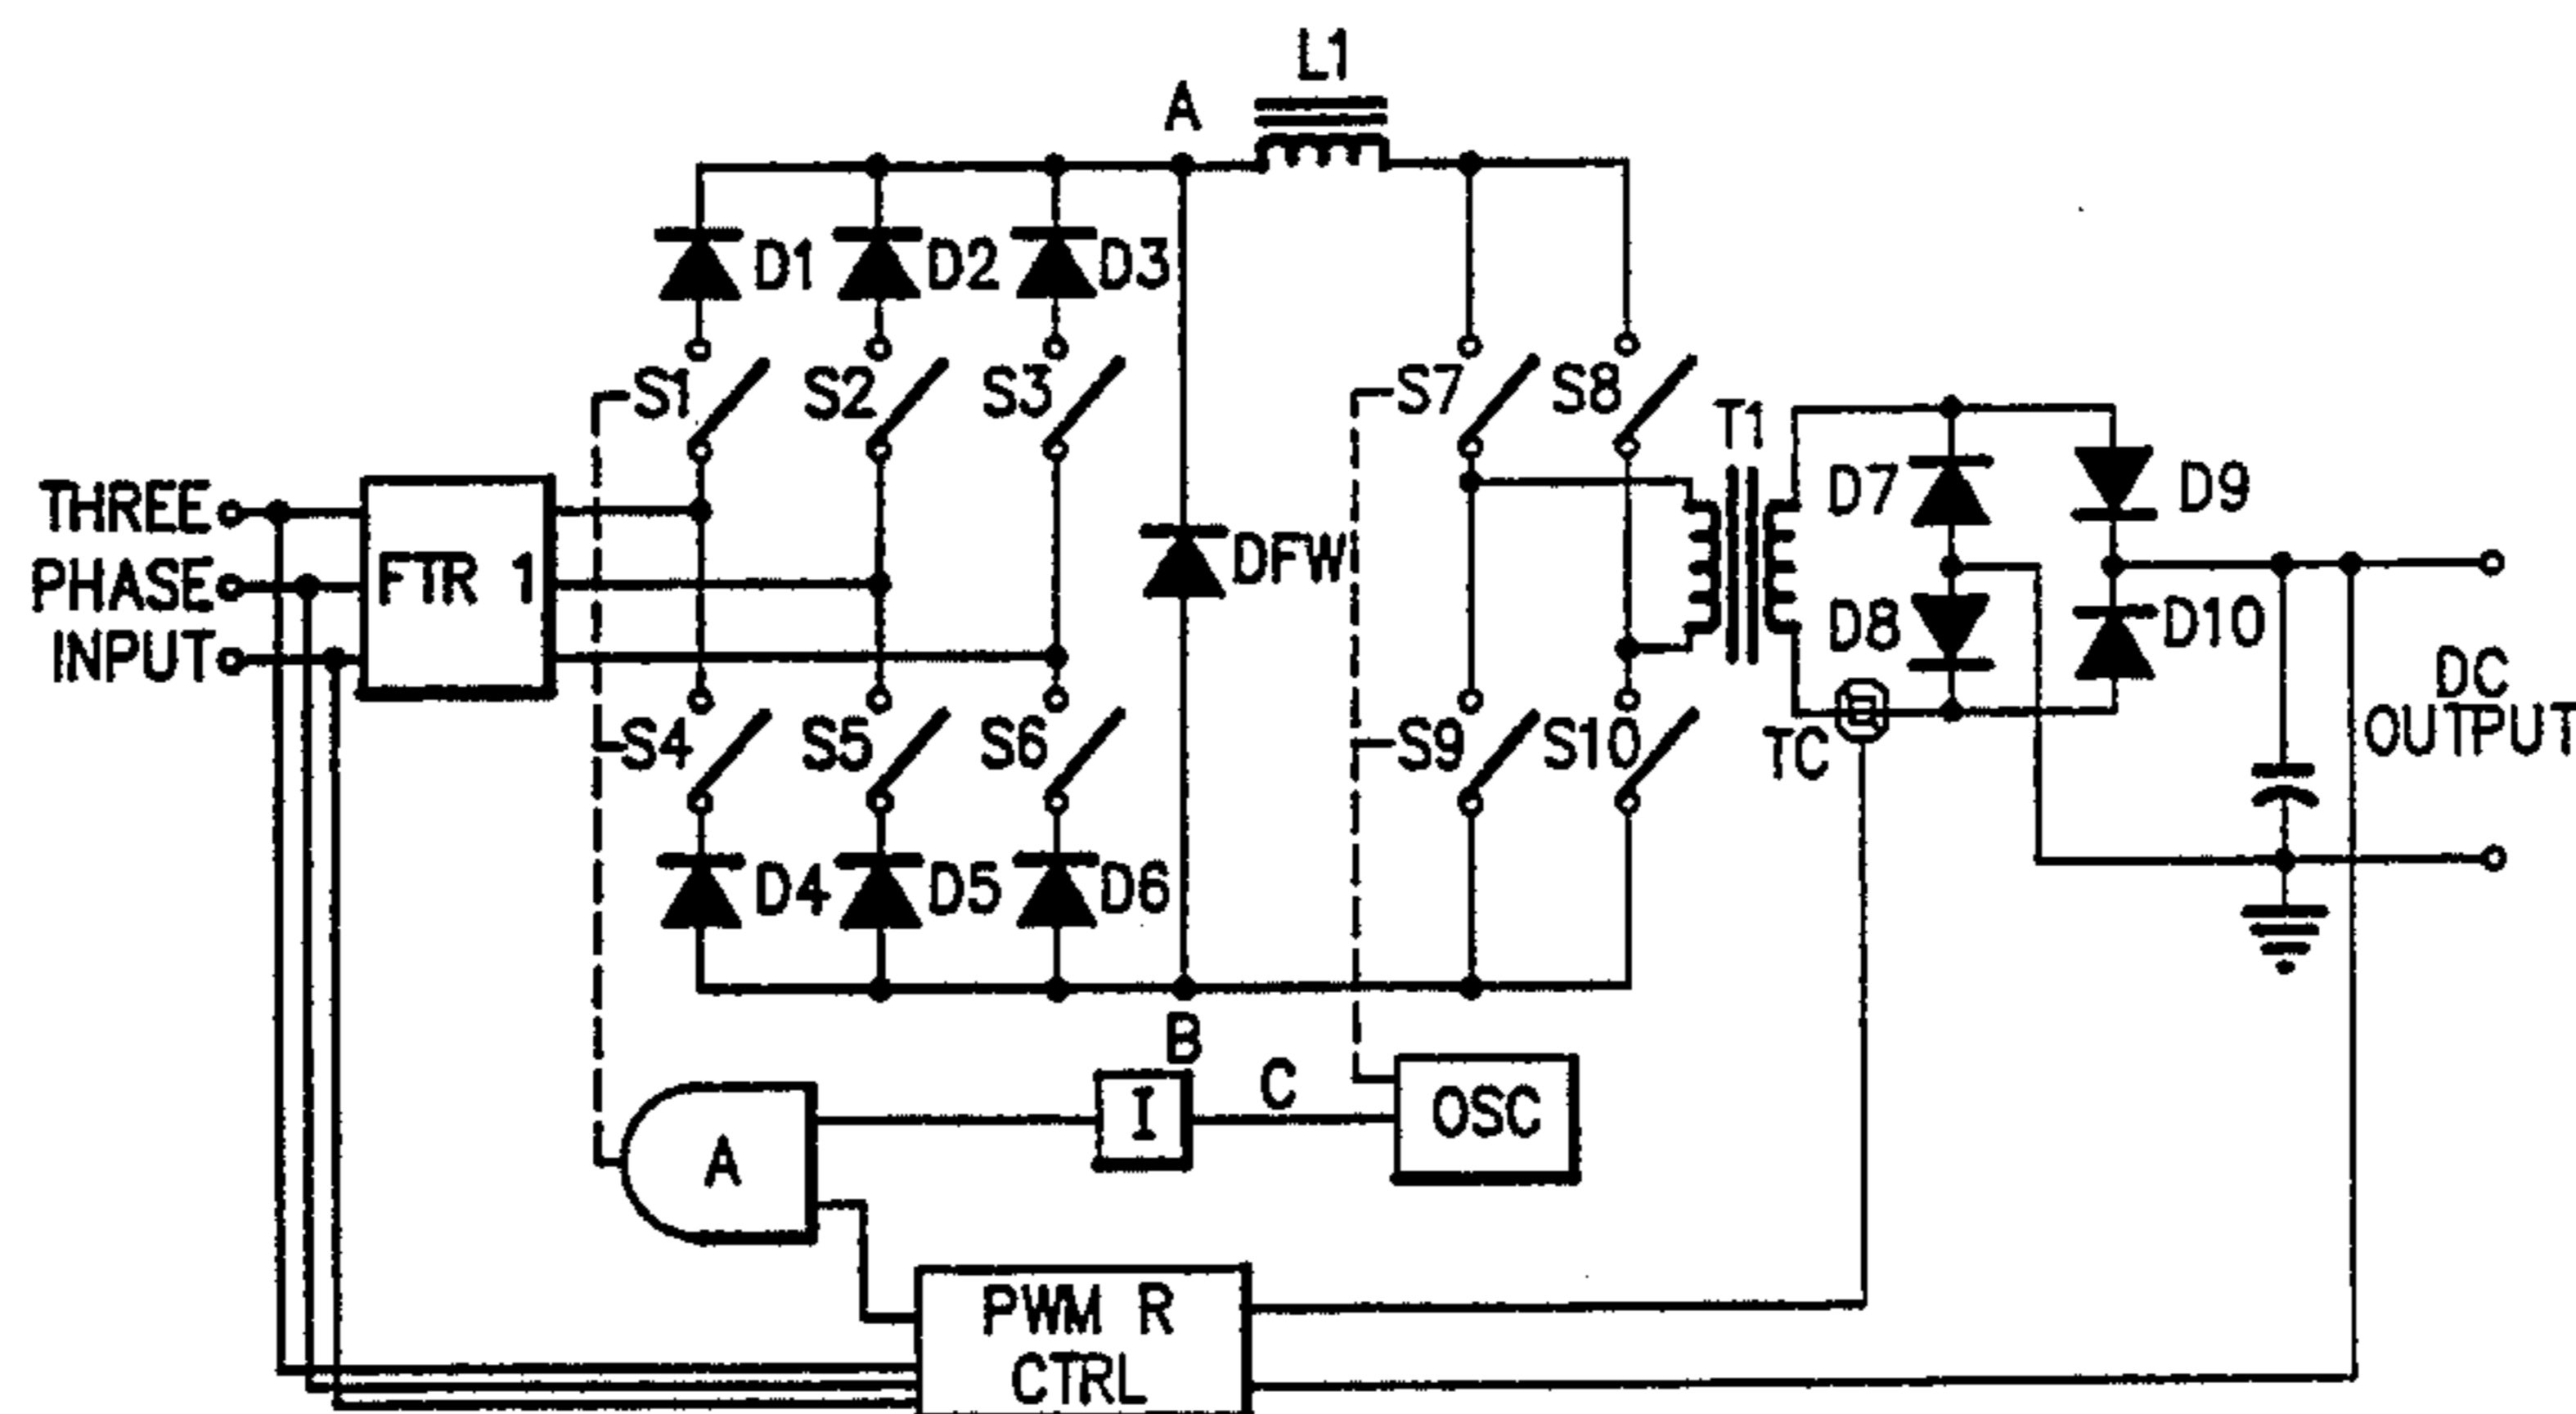 L1
A
D1
D2
D3
S1
S2
S3
S7
S8
T1
THREE
PHASE
INPUT
FTR 1
DFW
D7
D9
D8
D10
S4
S5
S6
S9
S10
TC
DC
OUTPUT
D4
D5
D6
B
C
I
OSC
A
PWM R
CTRL